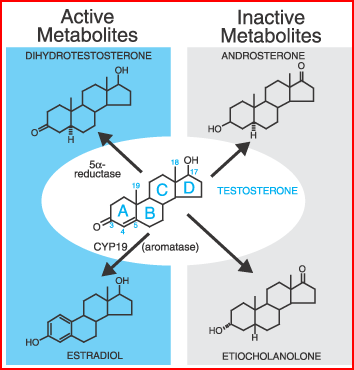 Active
Metabolites
Inactive
Metabolites
DIHYDROTESTOSTERONE
ANDROSTERONE
OH
O
O
H
HO
H
5α-
reductase
18
OH
17
19
C
D
TESTOSTERONE
A
B
O
3
4
5
CYP19
(aromatase)
OH
O
HO
HO
H
H
ESTRADIOL
ETIOCHOLANOLONE